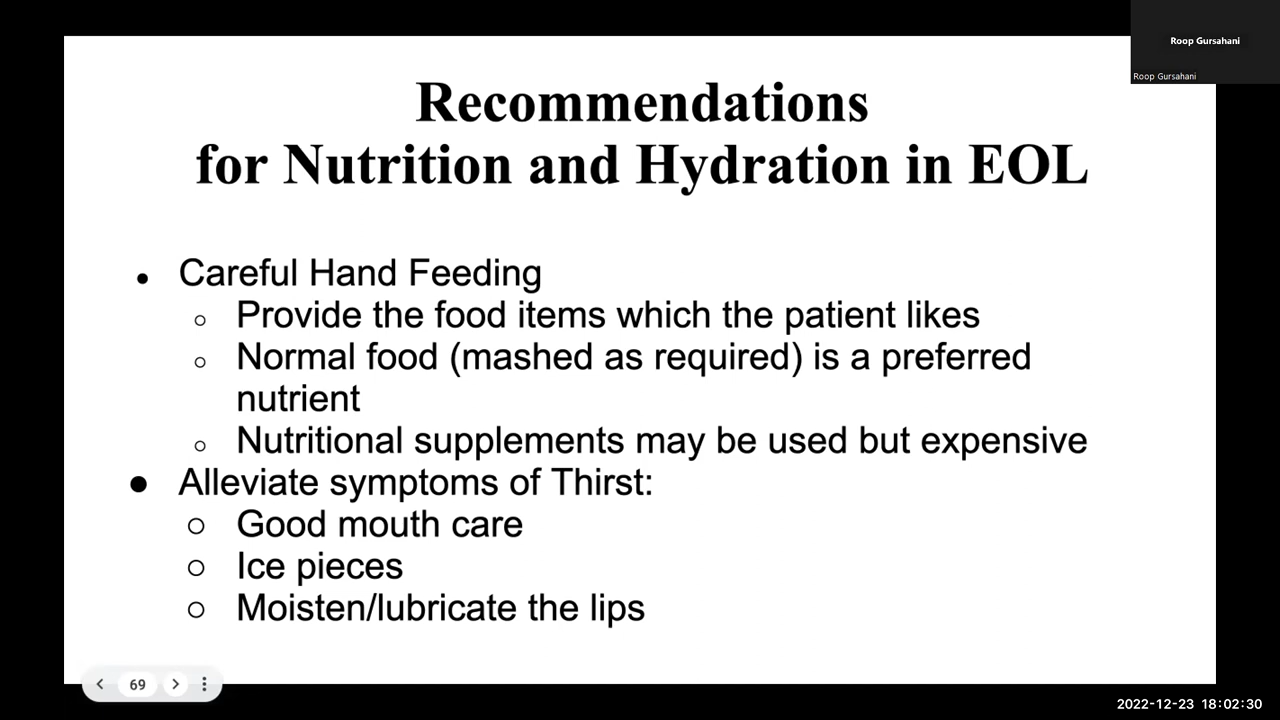 Roop Gursahani
Roop Gursahani
Recommendations
for Nutrition and Hydration in EOL
• Careful Hand Feeding
○ Provide the food items which the patient likes
○ Normal food (mashed as required) is a preferred
nutrient
○ Nutritional supplements may be used but expensive
● Alleviate symptoms of Thirst:
○ Good mouth care
○ Ice pieces
○ Moisten/lubricate the lips
69
2022-12-23 18:02:30